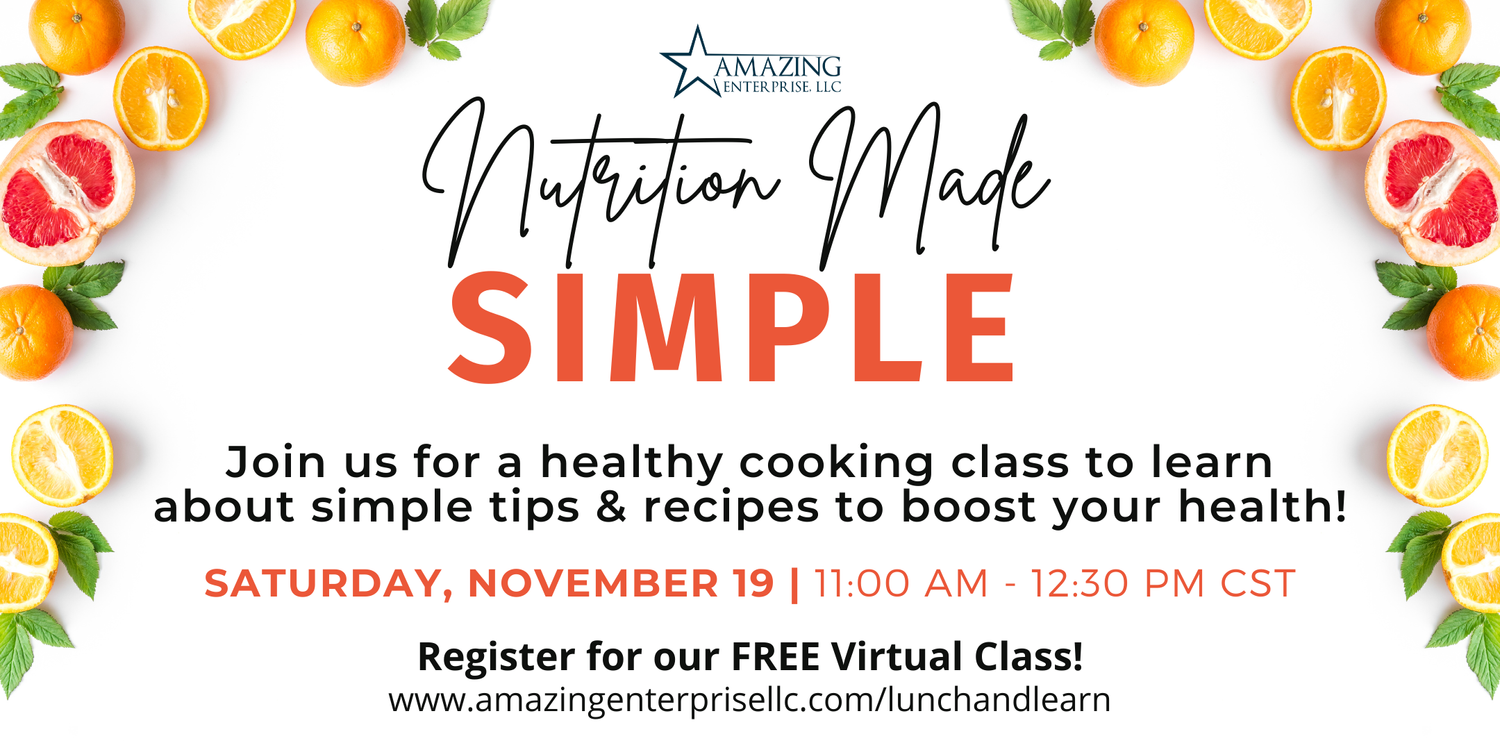 AMAZING
ENTERPRISE, LLC
Nutrition Made
SIMPLE
Join us for a healthy cooking class to learn
about simple tips & recipes to boost your health!
SATURDAY, NOVEMBER 19 | 11:00 AM - 12:30 PM CST
Register for our FREE Virtual Class!
www.amazingenterprisellc.com/lunchandlearn